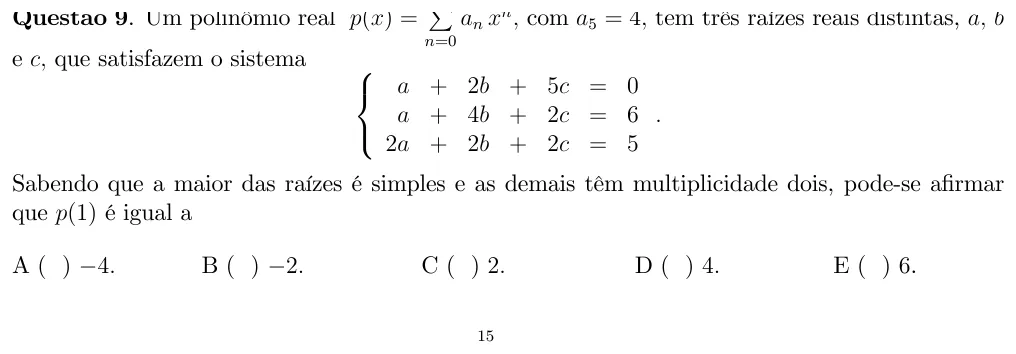 Questão 9. Um polinômio real p(x) = ∑ aₙ xⁿ, com a₅ = 4, tem três raízes reais distintas, a, b
n=0
e c, que satisfazem o sistema
a + 2b + 5c = 0
a + 4b + 2c = 6 .
2a + 2b + 2c = 5
Sabendo que a maior das raízes é simples e as demais têm multiplicidade dois, pode-se afirmar
que p(1) é igual a
A ( ) −4. B ( ) −2. C ( ) 2. D ( ) 4. E ( ) 6.
15